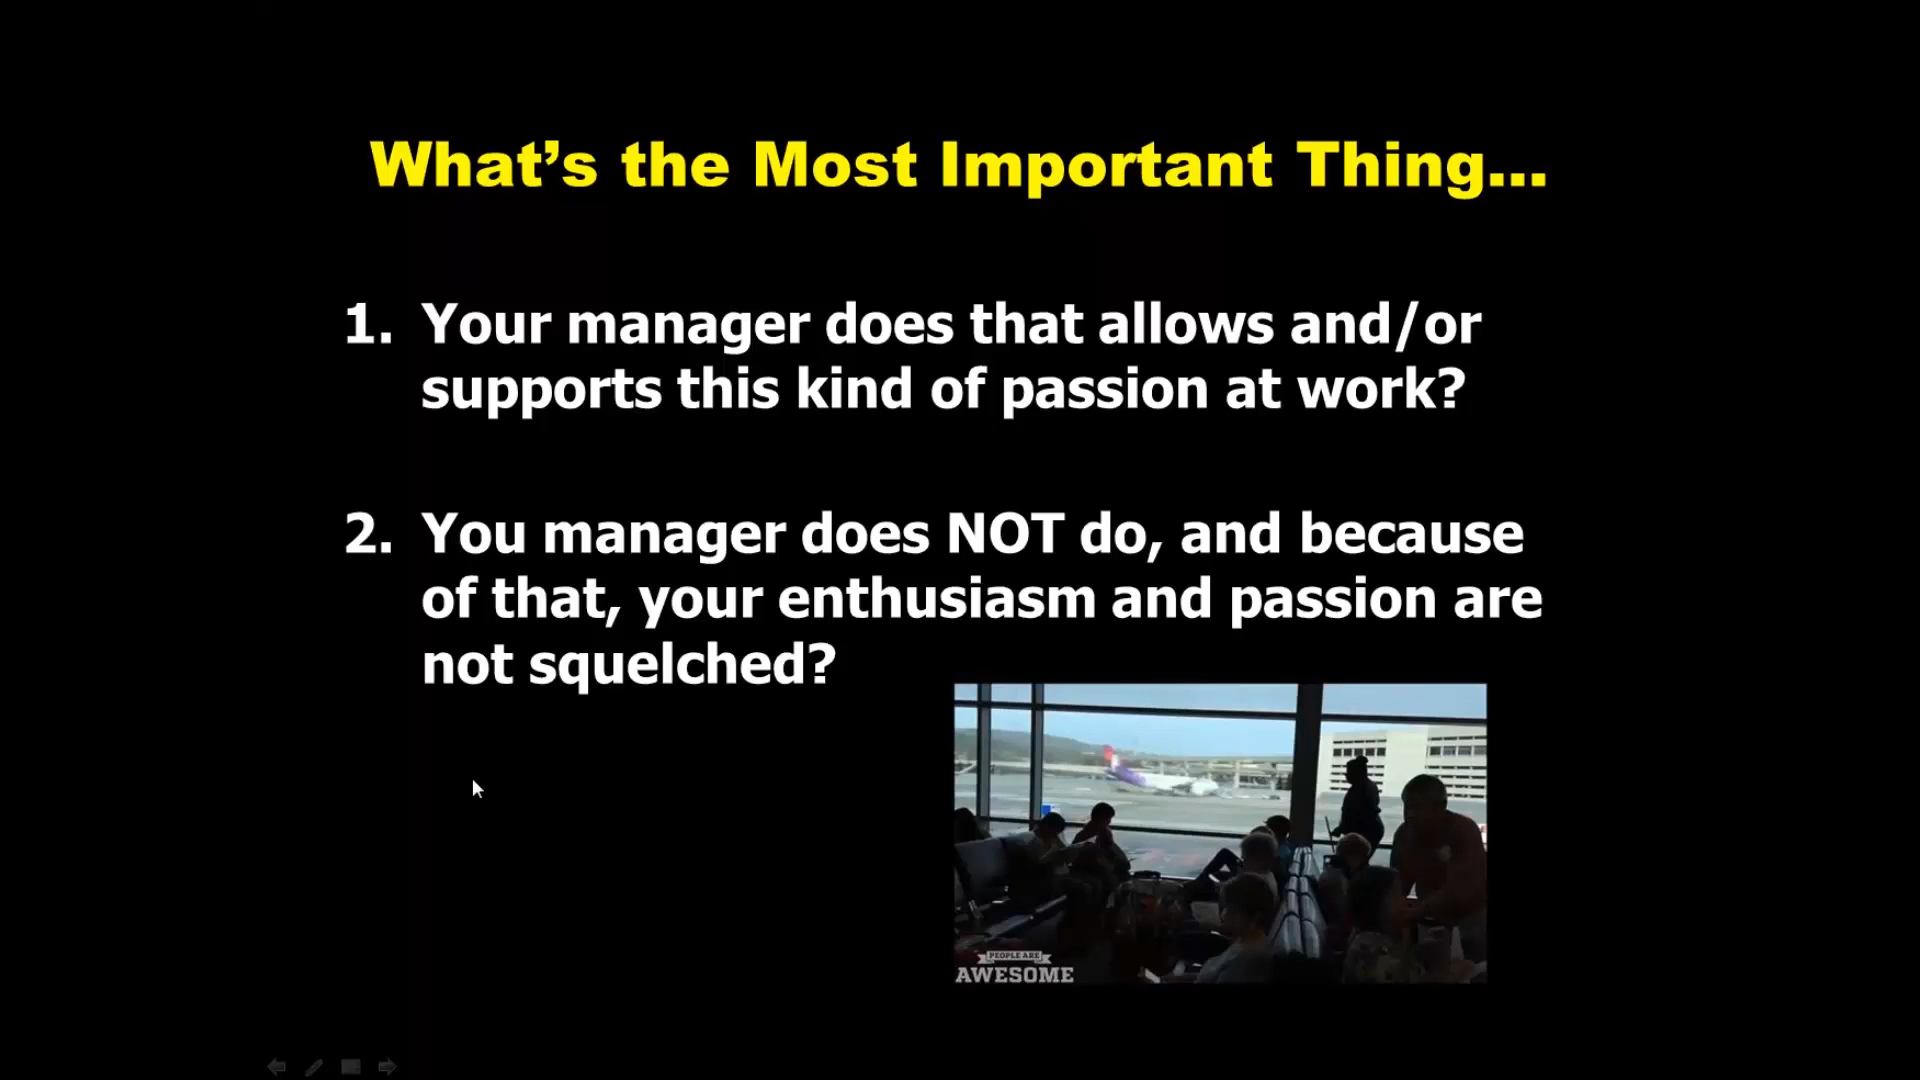 What’s the Most Important Thing...
1. Your manager does that allows and/or
supports this kind of passion at work?
2. You manager does NOT do, and because
of that, your enthusiasm and passion are
not squelched?
PEOPLE ARE
AWESOME